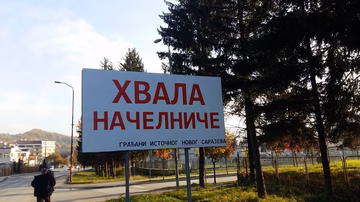 ХВАЛА
НАЧЕЛНИЧЕ
ГРАЂАНИ ИСТОЧНОГ НОВОГ САРАЈЕВА